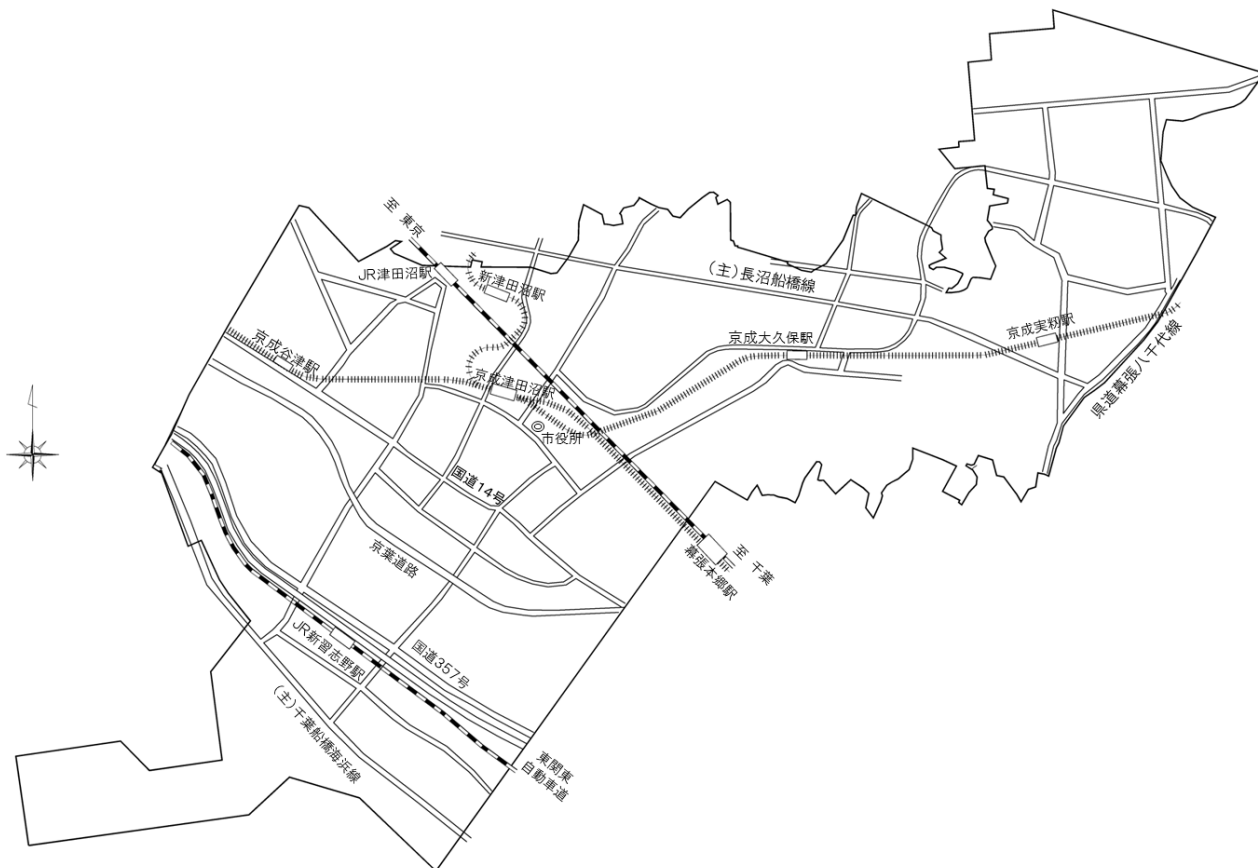 至 東京
JR津田沼駅
新津田沼駅
(主)長沼船橋線
京成大久保駅
京成実籾駅
県道幕張八千代線
京成谷津駅
京成津田沼駅
市役所
国道14号
京葉道路
幕張本郷駅
至 千葉
JR新習志野駅
国道357号
(主)千葉船橋海浜線
東関東
自動車道